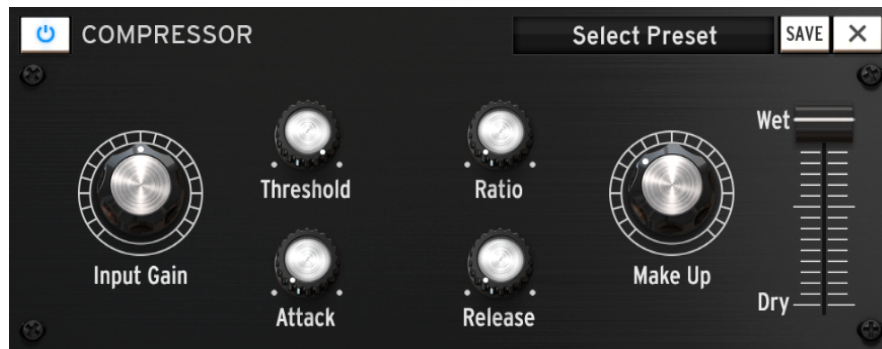 COMPRESSOR
Select Preset
SAVE
Wet
Threshold
Ratio
Input Gain
Make Up
Dry
Attack
Release